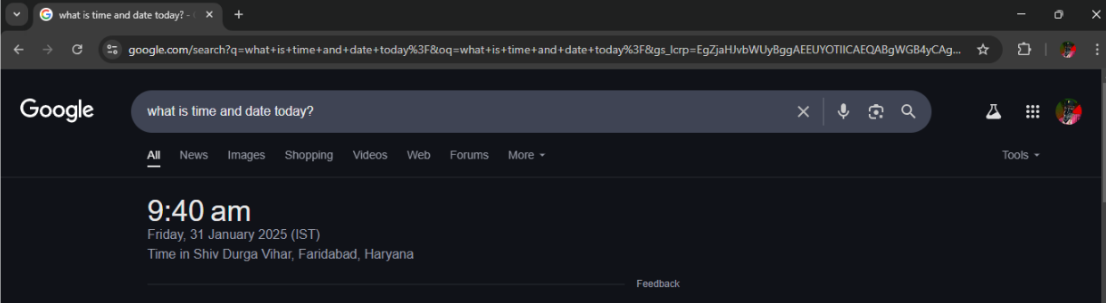 what is time and date today? - G
google.com/search?q=what+is+time+and+date+today%3F&oq=what+is+time+and+date+today%3F&gs_lcrp=EgZjaHJvbWUyBggAEEUYOTIICAEQABgWGB4yCAg...
Google
what is time and date today?
All News Images Shopping Videos Web Forums More Tools
9:40 am
Friday, 31 January 2025 (IST)
Time in Shiv Durga Vihar, Faridabad, Haryana
Feedback